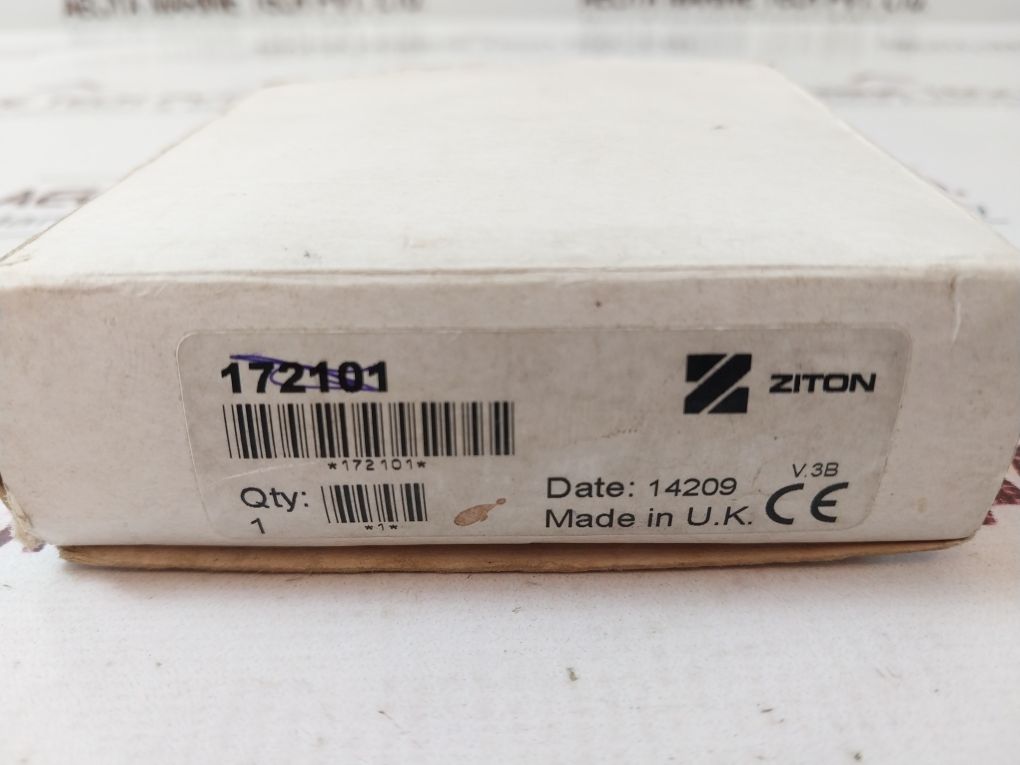 172101
ZITON
*172101*
Qty:
1
*1*
Date: 14209
V.3B
Made in U.K.
CE